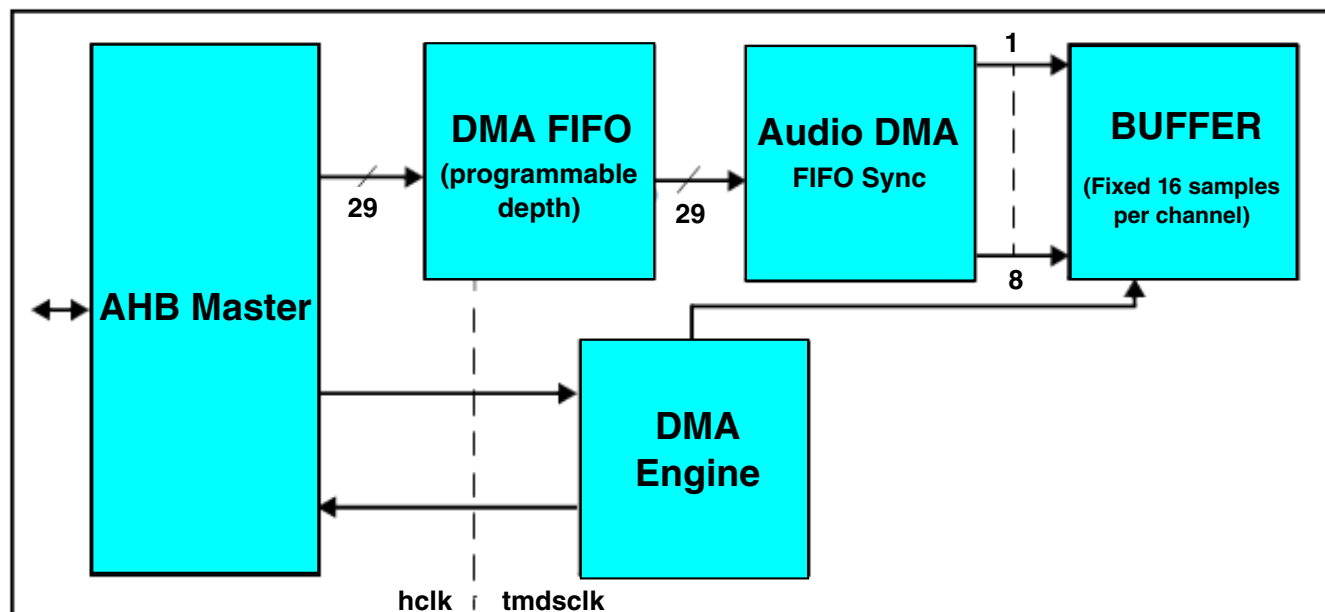 AHB Master
29
DMA FIFO
(programmable
depth)
29
Audio DMA
FIFO Sync
1
8
BUFFER
(Fixed 16 samples
per channel)
DMA
Engine
hclk
tmdsclk